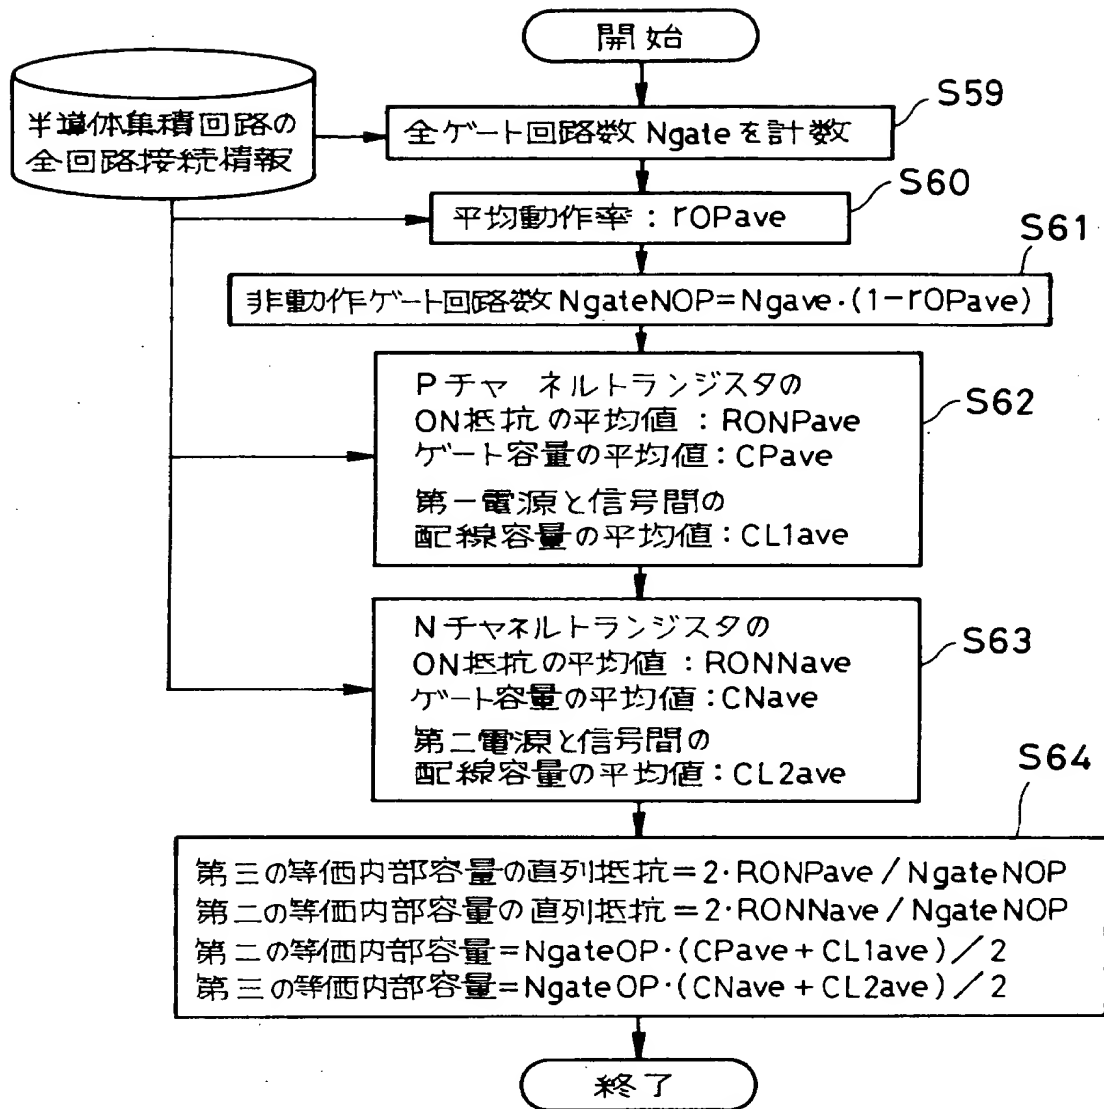 開始
半導体集積回路の
全回路接続情報
S59
全ゲート回路数 Ngateを計数
S60
平均動作率：rOPave
S61
非動作ゲート回路数 NgateNOP=Ngave・(1-rOPave)
S62
Pチャ ネルトランジスタの
ON抵抗の平均値：RONPave
ゲート容量の平均値：CPave
第一電源と信号間の
配線容量の平均値：CL1ave
S63
Nチャネルトランジスタの
ON抵抗の平均値：RONNave
ゲート容量の平均値：CNave
第二電源と信号間の
配線容量の平均値：CL2ave
S64
第三の等価内部容量の直列抵抗=2・RONPave/NgateNOP
第二の等価内部容量の直列抵抗=2・RONNave/NgateNOP
第二の等価内部容量=NgateOP・(CPave+CL1ave)/2
第三の等価内部容量=NgateOP・(CNave+CL2ave)/2
終了